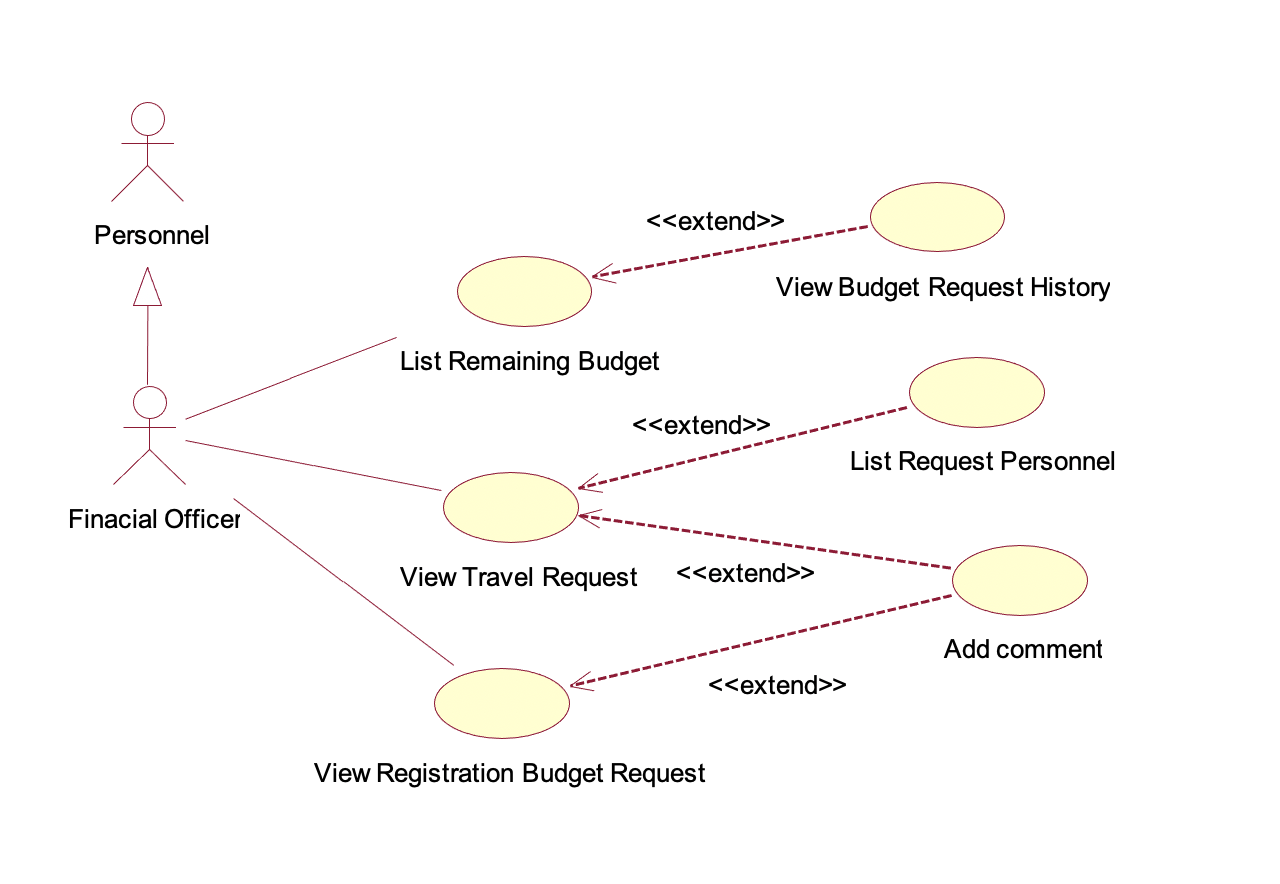 Personnel
<<extend>>
View Budget Request History
List Remaining Budget
<<extend>>
List Request Personnel
Finacial Officer
View Travel Request
<<extend>>
Add comment
<<extend>>
View Registration Budget Request